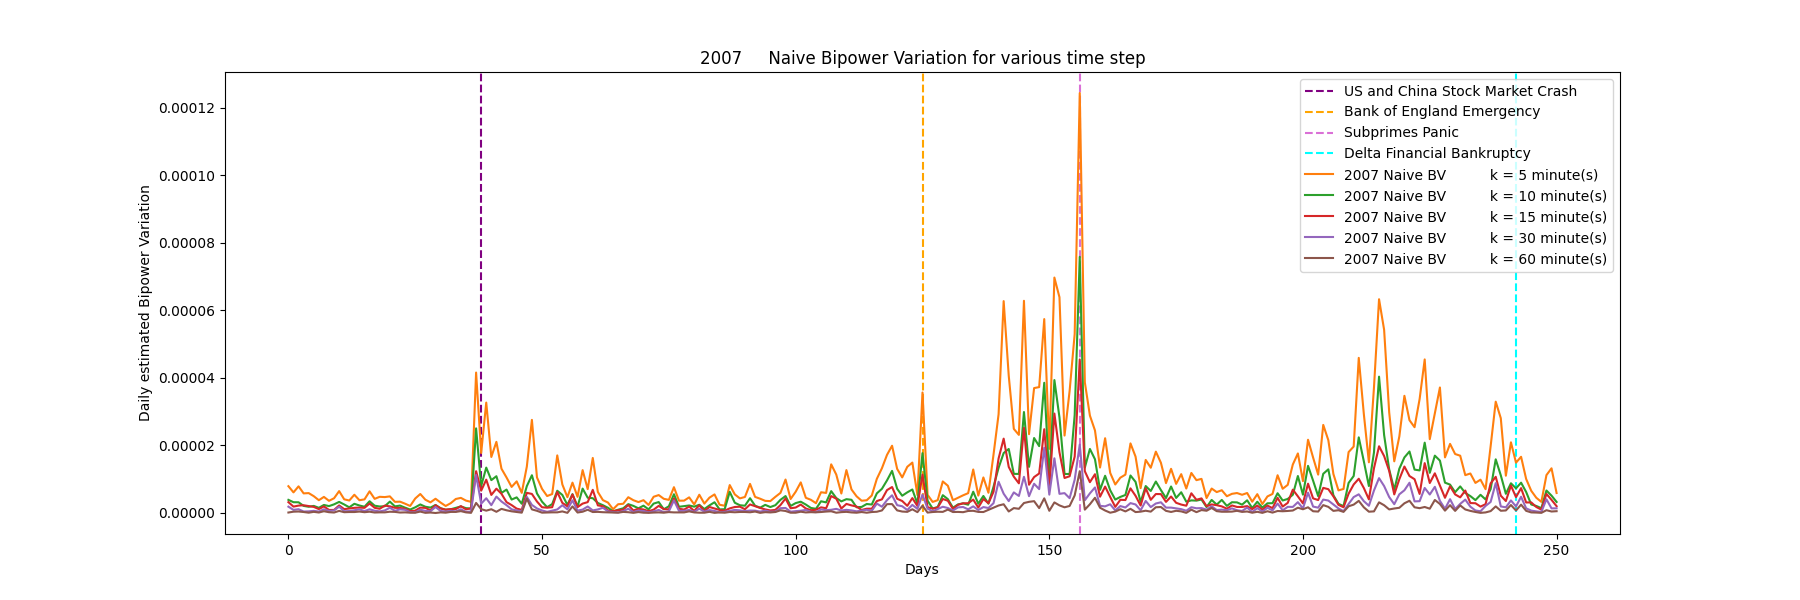 2007     Naive Bipower Variation for various time step
Daily estimated Bipower Variation
0.00012
0.00010
0.00008
0.00006
0.00004
0.00002
0.00000
US and China Stock Market Crash
Bank of England Emergency
Subprimes Panic
Delta Financial Bankruptcy
2007 Naive BV          k = 5 minute(s)
2007 Naive BV          k = 10 minute(s)
2007 Naive BV          k = 15 minute(s)
2007 Naive BV          k = 30 minute(s)
2007 Naive BV          k = 60 minute(s)
0 50 100 150 200 250
Days